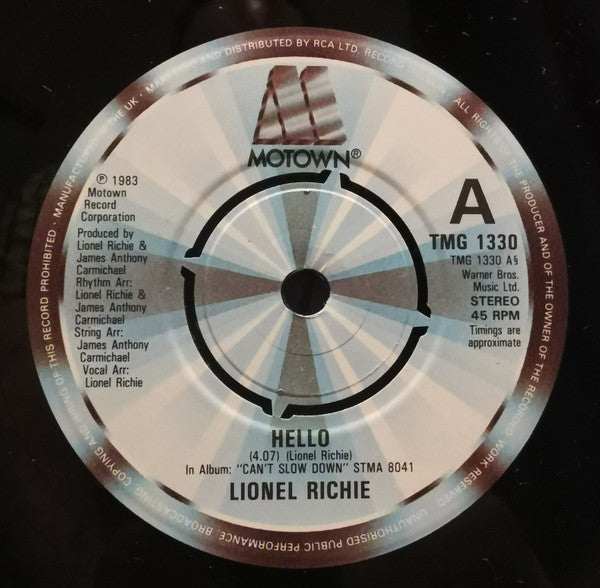 MANUFACTURED AND DISTRIBUTED BY RCA LTD. RECORD DIVISION. ALL RIGHTS OF THE PRODUCER AND OF THE OWNER OF THE RECORDED WORK RESERVED. UNAUTHORISED PUBLIC PERFORMANCE, BROADCASTING, COPYING AND HIRING OF THIS RECORD PROHIBITED. MANUFACTURED IN THE UK.
MOTOWN®
℗ 1983
Motown
Record
Corporation
Produced by
Lionel Richie &
James Anthony
Carmichael
Rhythm Arr:
Lionel Richie &
James Anthony
Carmichael
String Arr:
James Anthony
Carmichael
Vocal Arr:
Lionel Richie
A
TMG 1330
TMG 1330 A§
Warner Bros.
Music Ltd.
STEREO
45 RPM
Timings are
approximate
HELLO
(4.07) (Lionel Richie)
In Album: "CAN'T SLOW DOWN" STMA 8041
LIONEL RICHIE